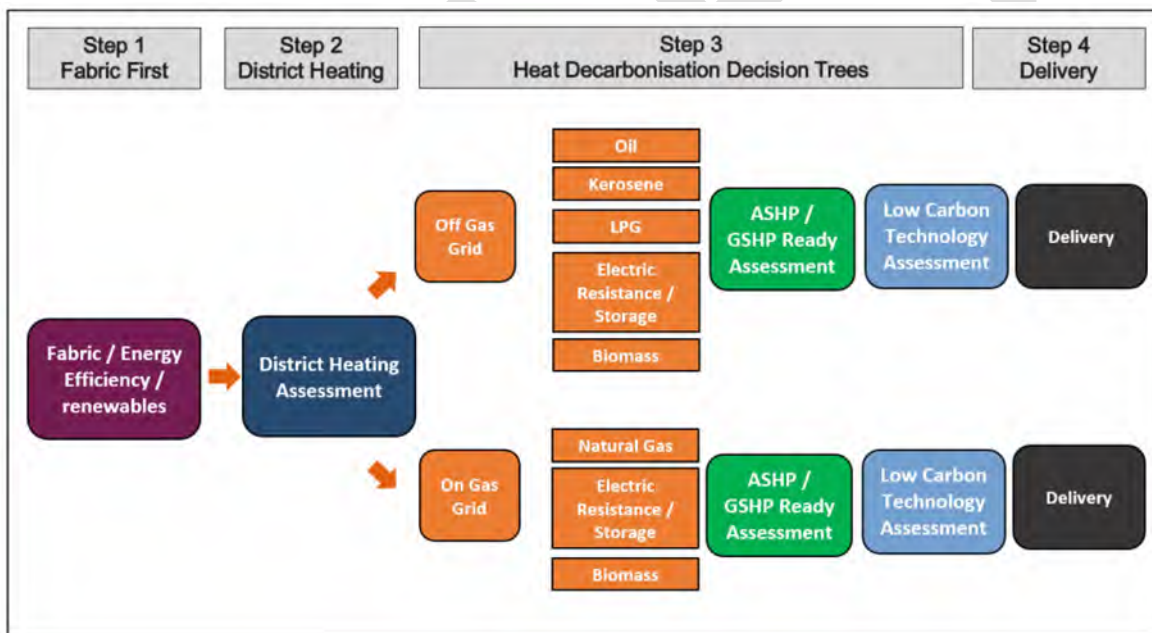 Step 1
Fabric First
Step 2
District Heating
Step 3
Heat Decarbonisation Decision Trees
Step 4
Delivery
Fabric / Energy
Efficiency /
renewables
District Heating
Assessment
Off Gas
Grid
Oil
Kerosene
LPG
Electric
Resistance /
Storage
Biomass
ASHP /
GSHP Ready
Assessment
Low Carbon
Technology
Assessment
Delivery
On Gas
Grid
Natural Gas
Electric
Resistance /
Storage
Biomass
ASHP /
GSHP Ready
Assessment
Low Carbon
Technology
Assessment
Delivery